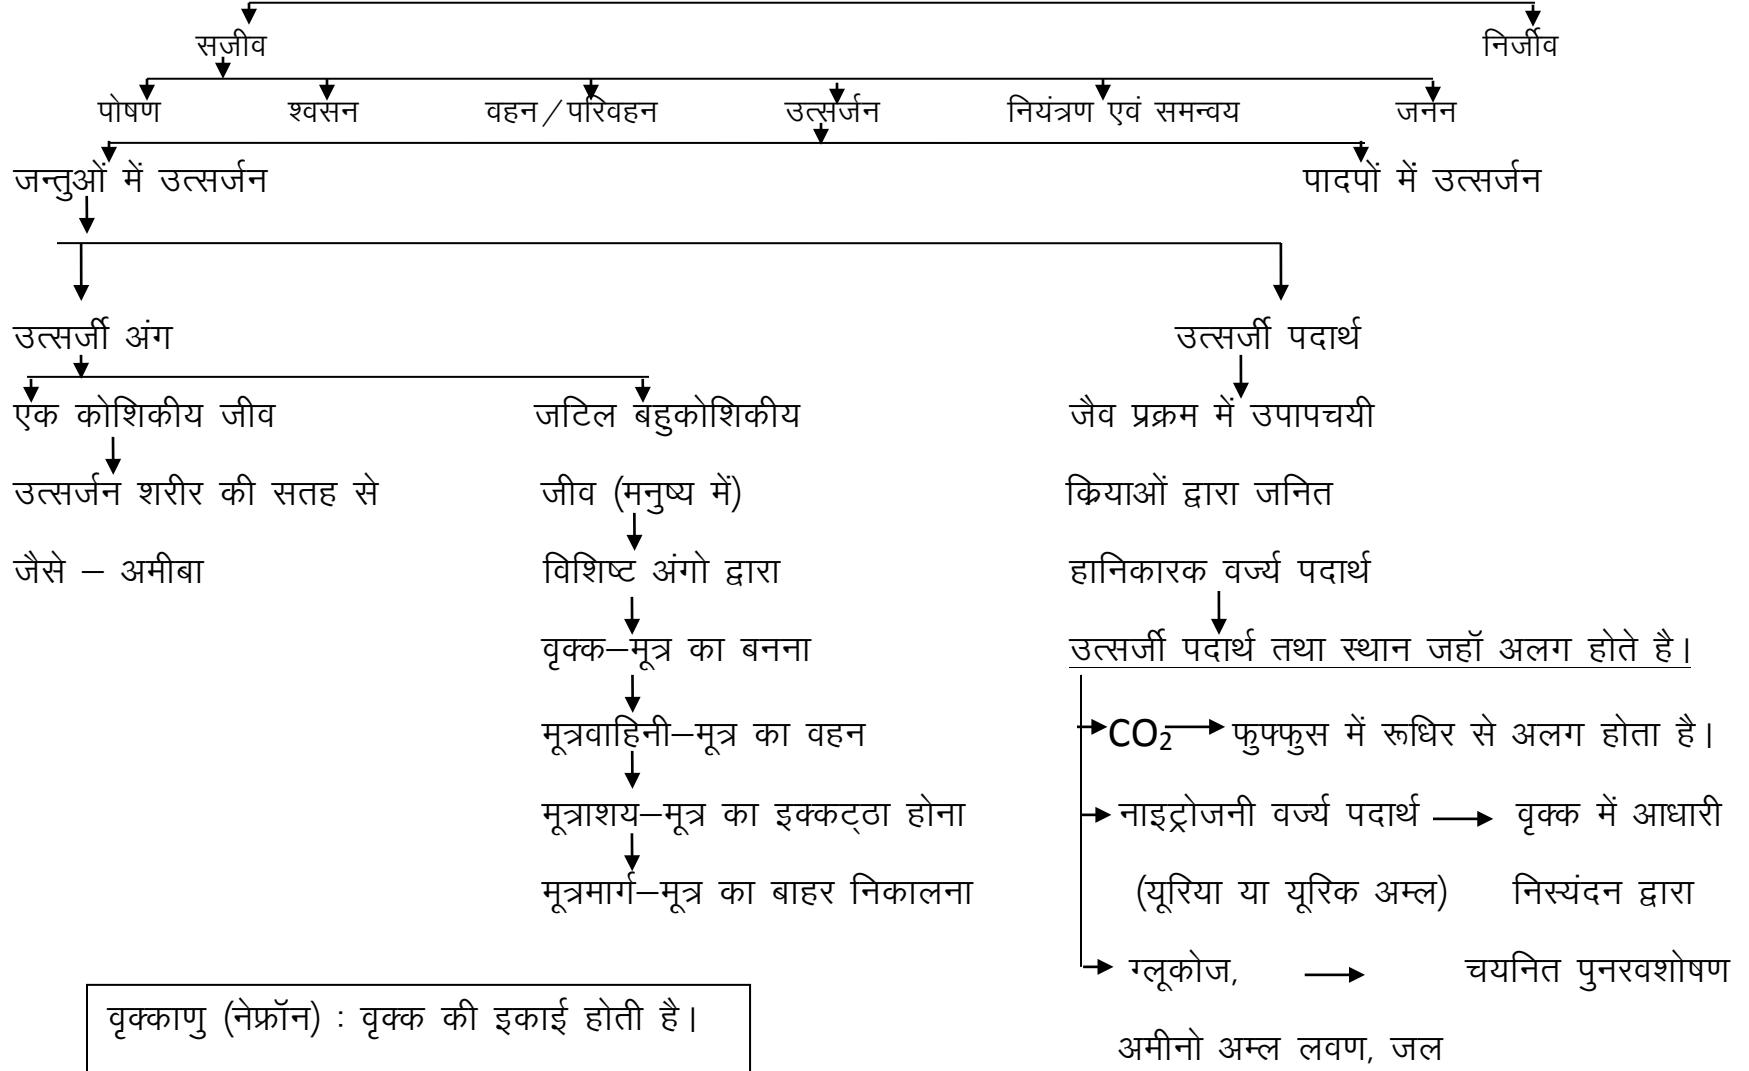 सजीव निर्जीव
पोषण श्वसन वहन/परिवहन उत्सर्जन नियंत्रण एवं समन्वय जनन
जन्तुओं में उत्सर्जन पादपों में उत्सर्जन
उत्सर्जी अंग उत्सर्जी पदार्थ
एक कोशिकीय जीव जटिल बहुकोशिकीय जैव प्रक्रम में उपापचयी
उत्सर्जन शरीर की सतह से जीव (मनुष्य में) क्रियाओं द्वारा जनित
जैसे – अमीबा विशिष्ट अंगो द्वारा हानिकारक वर्ज्य पदार्थ
वृक्क–मूत्र का बनना उत्सर्जी पदार्थ तथा स्थान जहॉ अलग होते है।
मूत्रवाहिनी–मूत्र का वहन CO₂ फुफ्फुस में रूधिर से अलग होता है।
मूत्राशय–मूत्र का इक्कट्ठा होना नाइट्रोजनी वर्ज्य पदार्थ वृक्क में आधारी
मूत्रमार्ग–मूत्र का बाहर निकालना (यूरिया या यूरिक अम्ल) निस्यंदन द्वारा
ग्लूकोज, चयनित पुनरवशोषण
वृक्काणु (नेफ्रॉन) : वृक्क की इकाई होती है।
अमीनो अम्ल लवण, जल